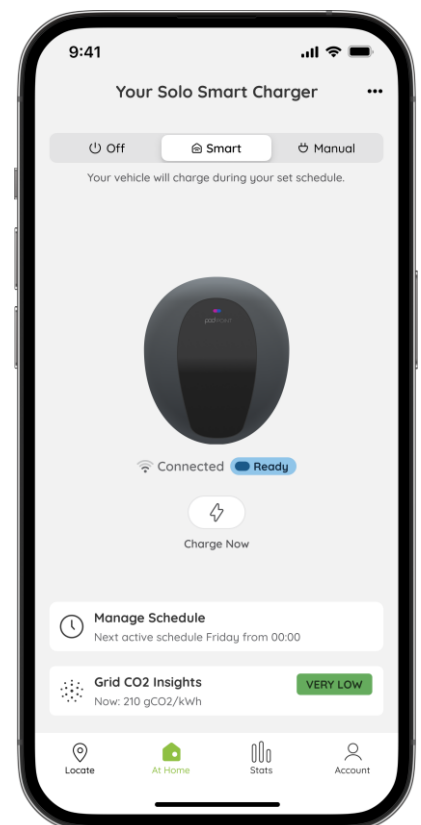 9:41
Your Solo Smart Charger
Off Smart Manual
Your vehicle will charge during your set schedule.
Connected Ready
Charge Now
Manage Schedule
Next active schedule Friday from 00:00
Grid CO2 Insights
VERY LOW
Now: 210 gCO2/kWh
Locate At Home Stats Account